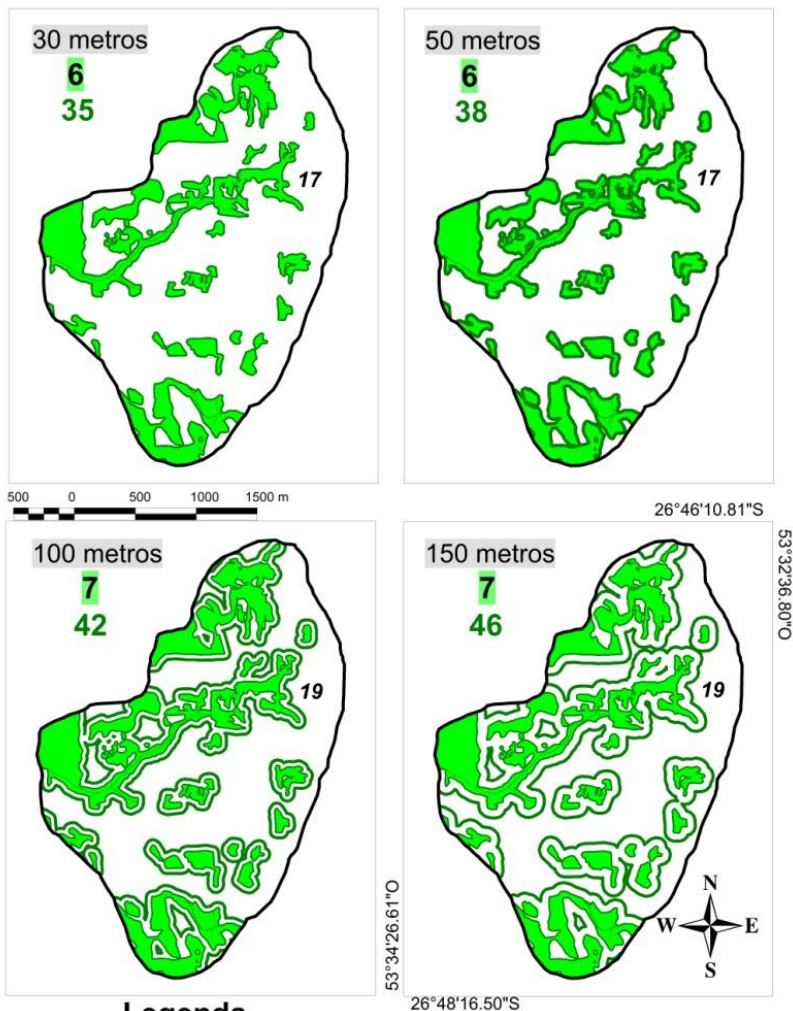 30 metros
6
35
17
50 metros
6
38
17
500 0 500 1000 1500 m
26°46'10.81"S
53°32'36.80"O
100 metros
7
42
19
53°34'26.61"O
150 metros
7
46
19
N
W E
S
26°48'16.50"S
Legenda